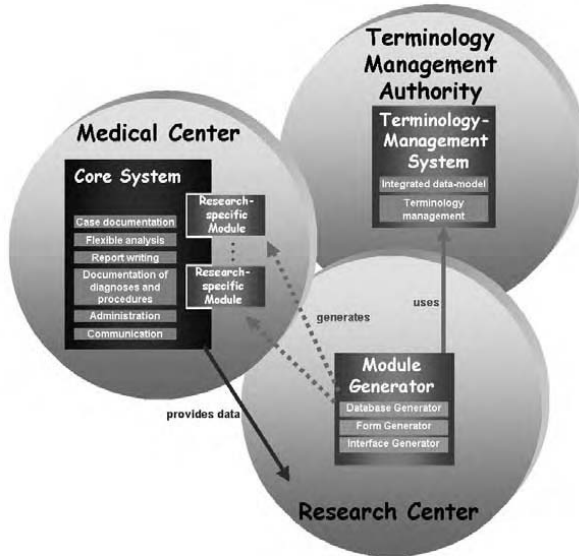 Terminology
Management
Authority
Terminology-
Management
System
Integrated data-model
Terminology
management
Medical Center
Core System
Case documentation
Flexible analysis
Report writing
Documentation of
diagnoses and
procedures
Administration
Communication
Research-
specific Module
Research-
specific Module
generates
uses
provides data
Module
Generator
Database Generator
Form Generator
Interface Generator
Research Center